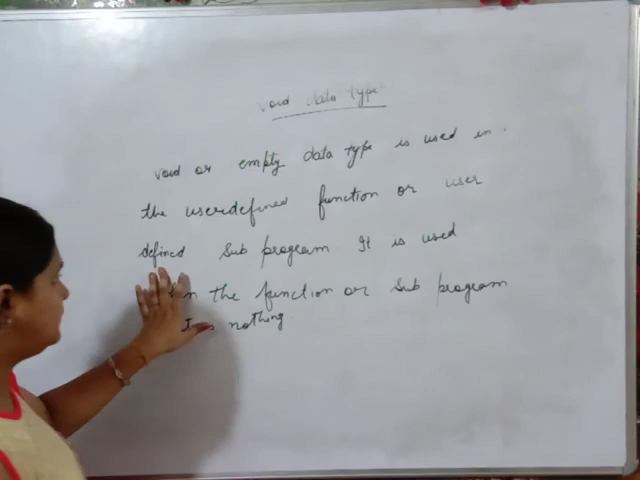 void data type
void or empty data type is used in
the userdefined function or user
defined Sub program It is used
the function or Sub program
nothing